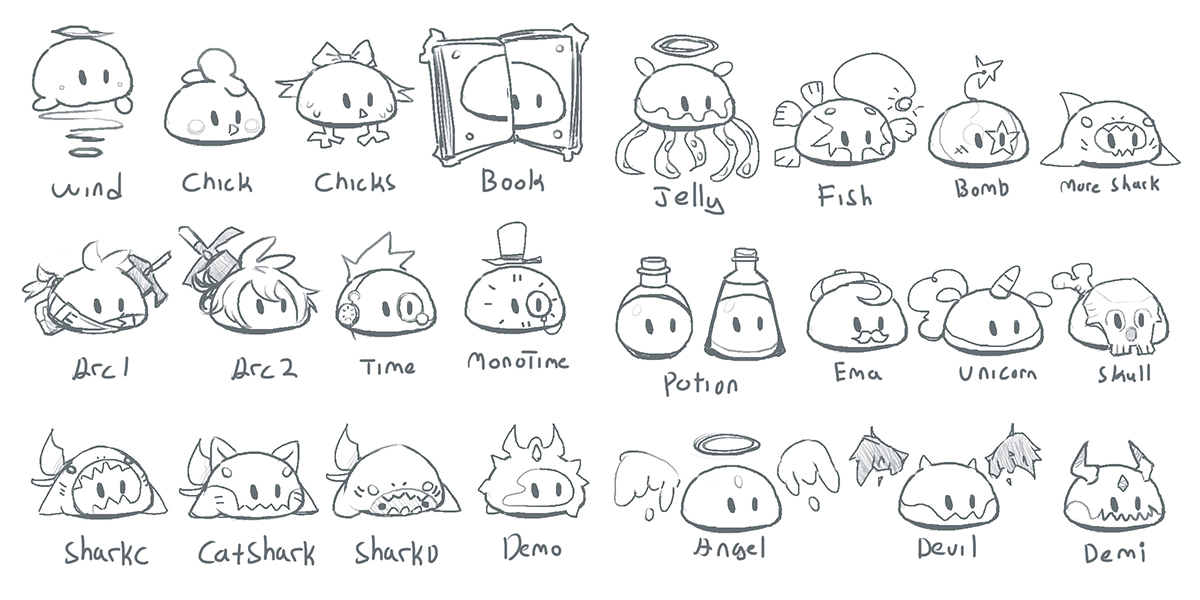 Wind Chick Chicks Book Jelly Fish Bomb More Shark
Arc1 Arc2 Time MonoTime Potion Ema Unicorn Skull
SharkC CatShark SharkD Demo Angel Devil Demi